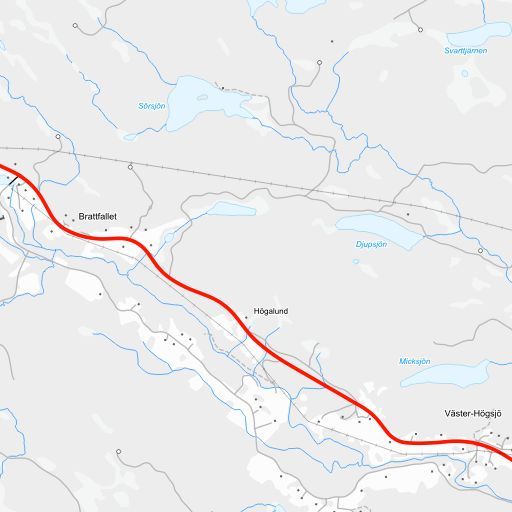 Svarttjärnen
Sörsjön
Brattfallet
Djupsjön
Högalund
Micksjön
Väster-Högsjö